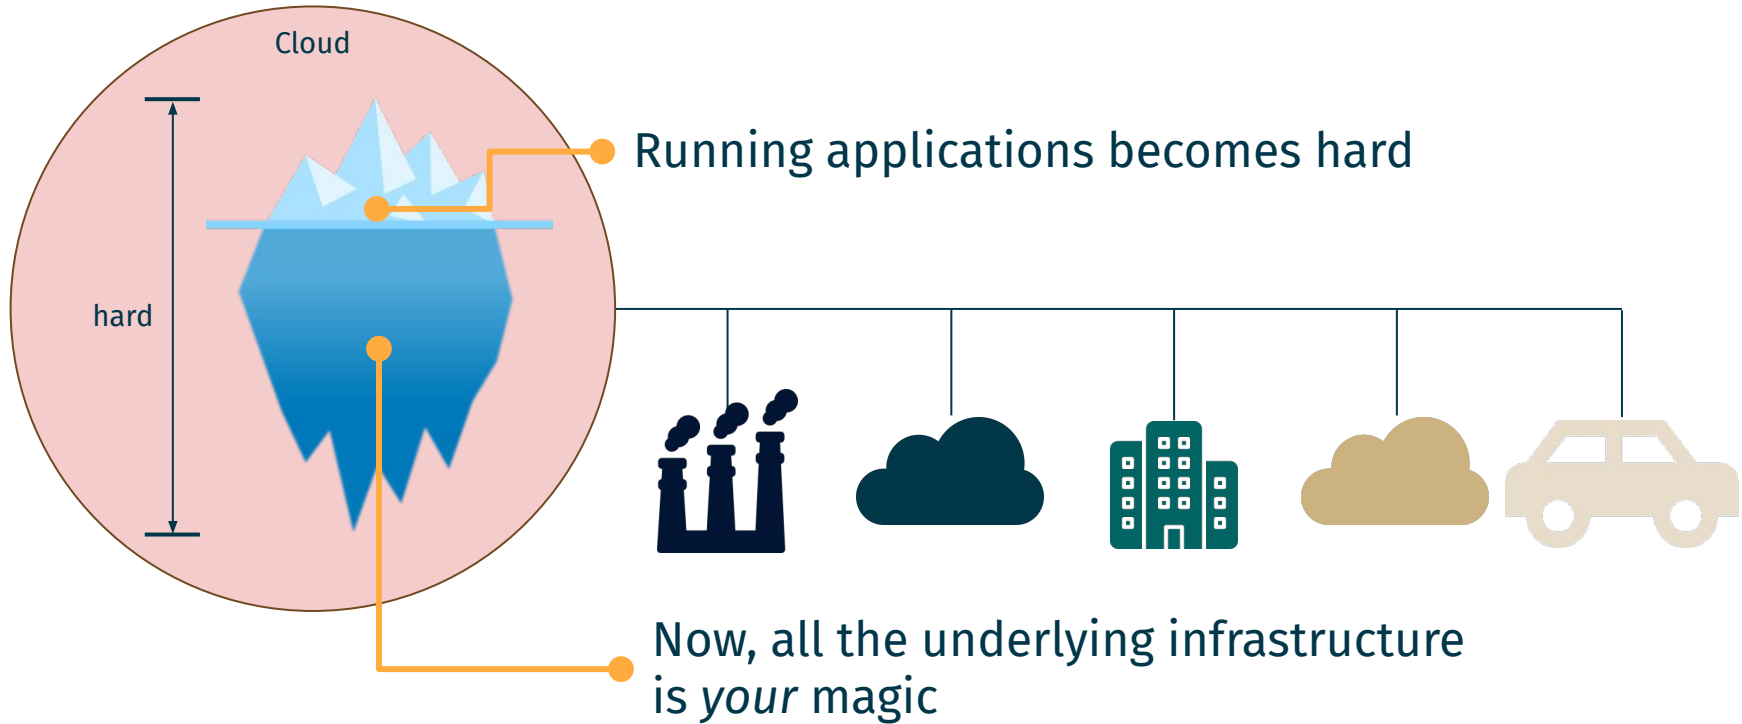 Cloud
Running applications becomes hard
hard
Now, all the underlying infrastructure
is your magic